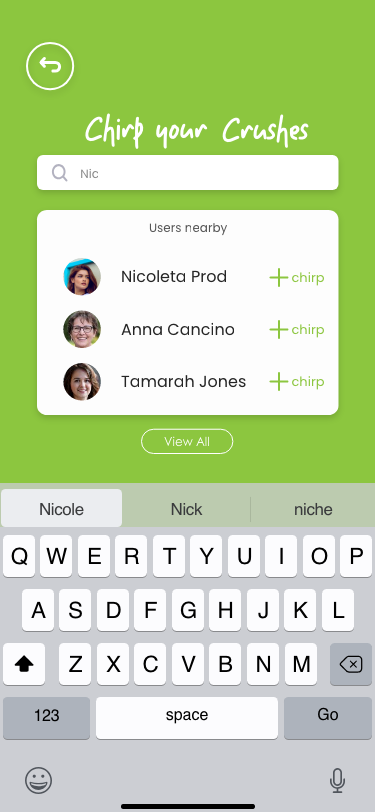 Chirp your Crushes
Nic
Users nearby
Nicoleta Prod
chirp
Anna Cancino
chirp
Tamarah Jones
chirp
View All
Nicole Nick niche
Q W E R T Y U I O P
A S D F G H J K L
Z X C V B N M
123 space Go